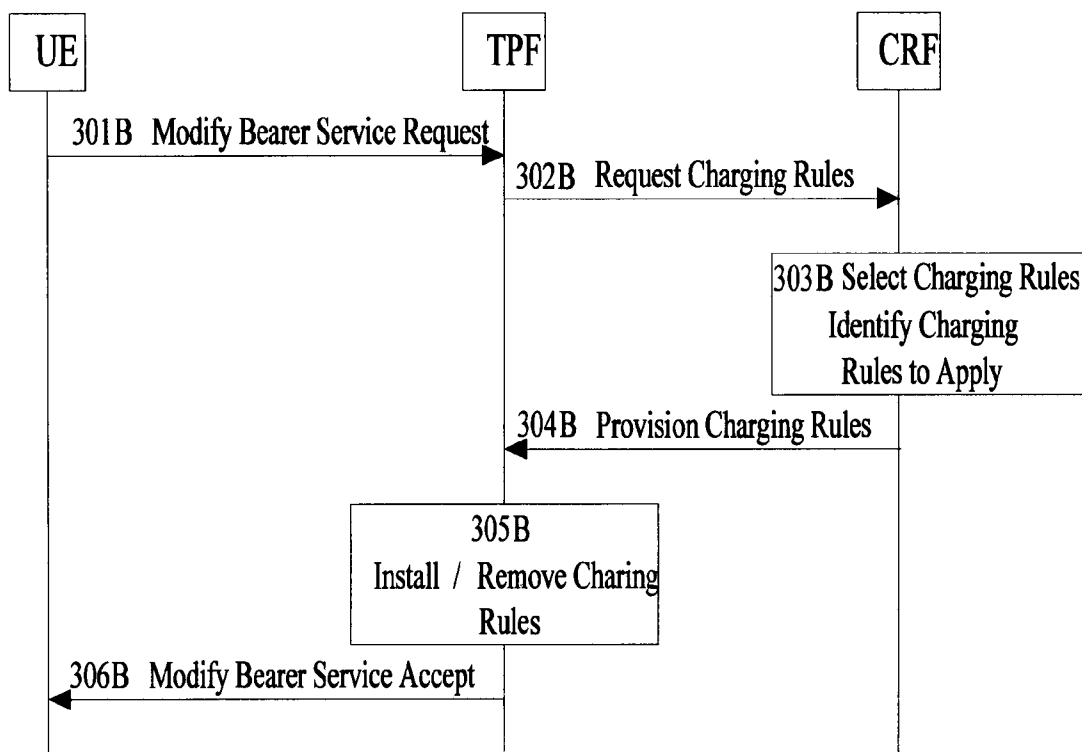 UE
TPF
CRF
301B Modify Bearer Service Request
302B Request Charging Rules
303B Select Charging Rules
Identify Charging
Rules to Apply
304B Provision Charging Rules
305B
Install / Remove Charing
Rules
306B Modify Bearer Service Accept